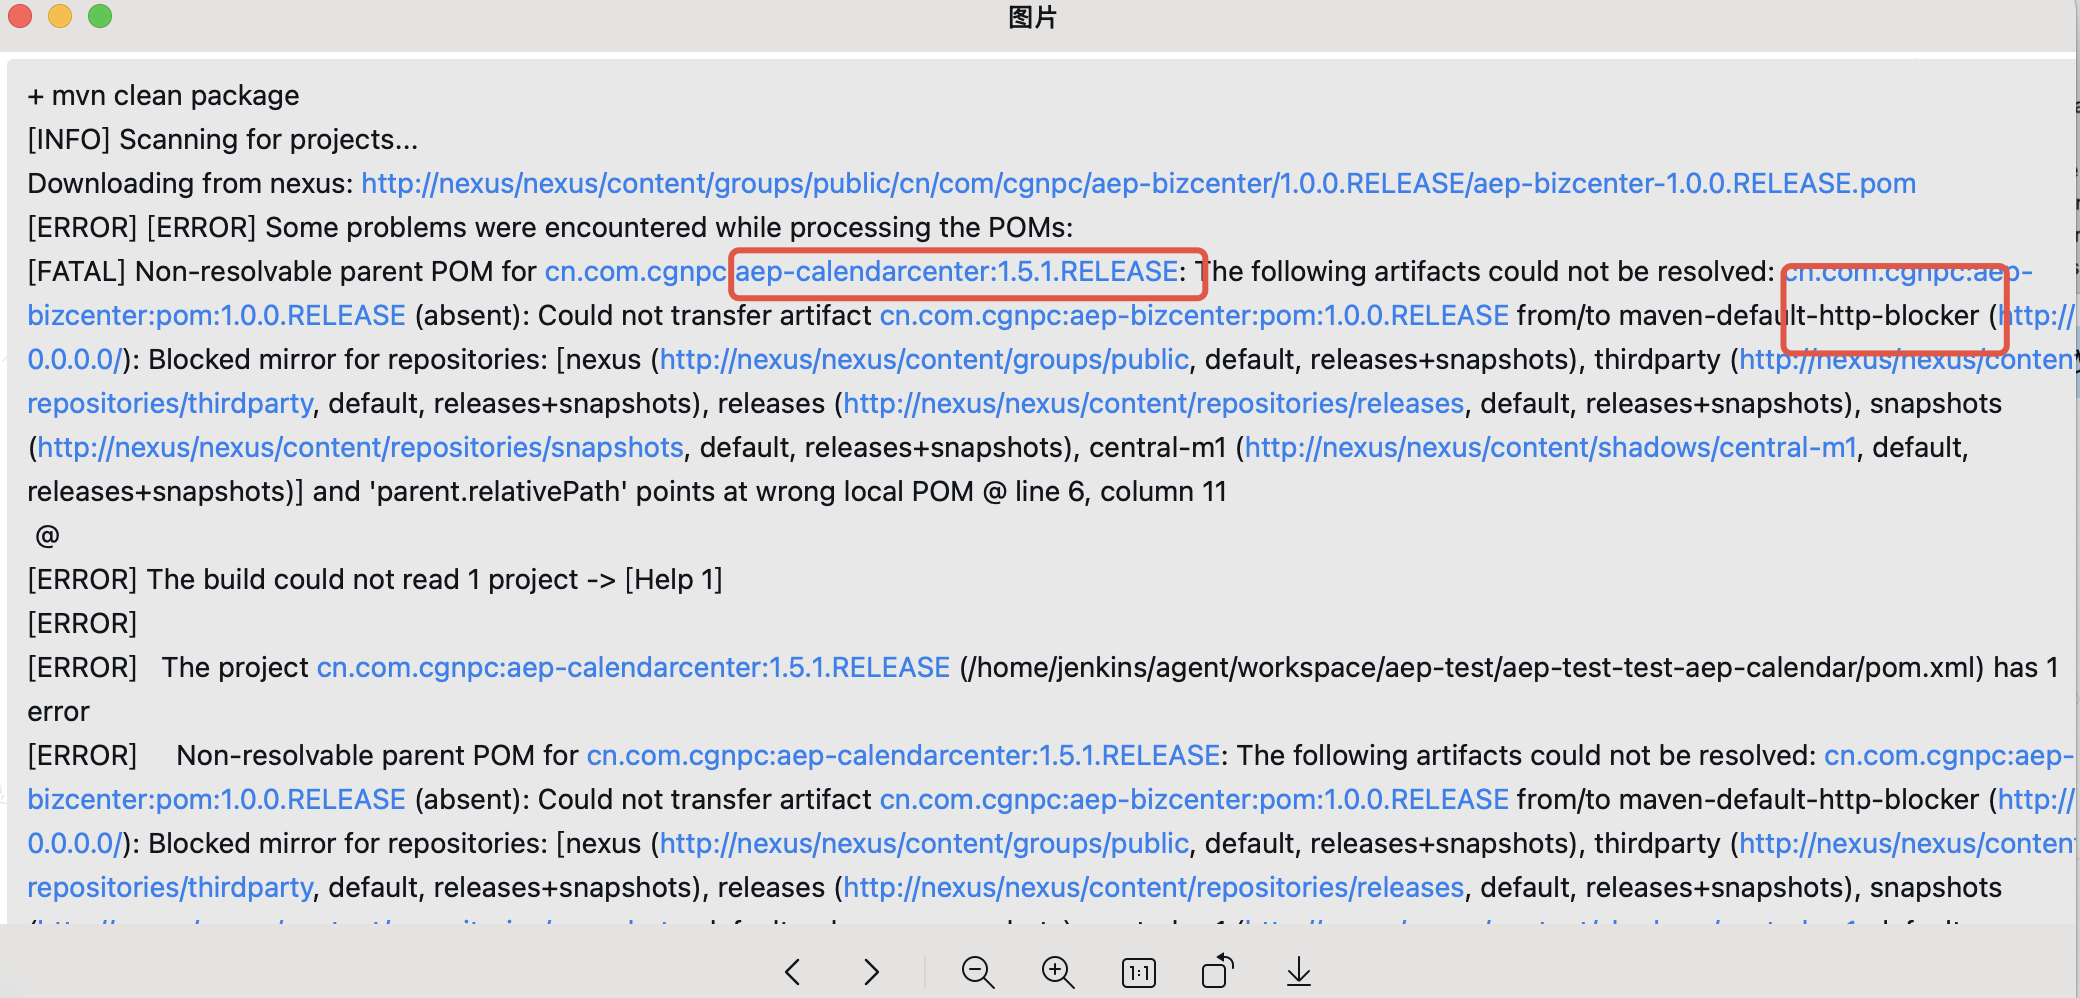 图片
+ mvn clean package
[INFO] Scanning for projects...
Downloading from nexus: http://nexus/nexus/content/groups/public/cn/com/cgnpc/aep-bizcenter/1.0.0.RELEASE/aep-bizcenter-1.0.0.RELEASE.pom
[ERROR] [ERROR] Some problems were encountered while processing the POMs:
[FATAL] Non-resolvable parent POM for cn.com.cgnpc:aep-calendarcenter:1.5.1.RELEASE: The following artifacts could not be resolved: cn.com.cgnpc:aep-
bizcenter:pom:1.0.0.RELEASE (absent): Could not transfer artifact cn.com.cgnpc:aep-bizcenter:pom:1.0.0.RELEASE from/to maven-default-http-blocker (http://
0.0.0.0/): Blocked mirror for repositories: [nexus (http://nexus/nexus/content/groups/public, default, releases+snapshots), thirdparty (http://nexus/nexus/content
repositories/thirdparty, default, releases+snapshots), releases (http://nexus/nexus/content/repositories/releases, default, releases+snapshots), snapshots
(http://nexus/nexus/content/repositories/snapshots, default, releases+snapshots), central-m1 (http://nexus/nexus/content/shadows/central-m1, default,
releases+snapshots)] and 'parent.relativePath' points at wrong local POM @ line 6, column 11
@
[ERROR] The build could not read 1 project -> [Help 1]
[ERROR]
[ERROR] The project cn.com.cgnpc:aep-calendarcenter:1.5.1.RELEASE (/home/jenkins/agent/workspace/aep-test/aep-test-test-aep-calendar/pom.xml) has 1
error
[ERROR] Non-resolvable parent POM for cn.com.cgnpc:aep-calendarcenter:1.5.1.RELEASE: The following artifacts could not be resolved: cn.com.cgnpc:aep-
bizcenter:pom:1.0.0.RELEASE (absent): Could not transfer artifact cn.com.cgnpc:aep-bizcenter:pom:1.0.0.RELEASE from/to maven-default-http-blocker (http://
0.0.0.0/): Blocked mirror for repositories: [nexus (http://nexus/nexus/content/groups/public, default, releases+snapshots), thirdparty (http://nexus/nexus/content
repositories/thirdparty, default, releases+snapshots), releases (http://nexus/nexus/content/repositories/releases, default, releases+snapshots), snapshots
1:1